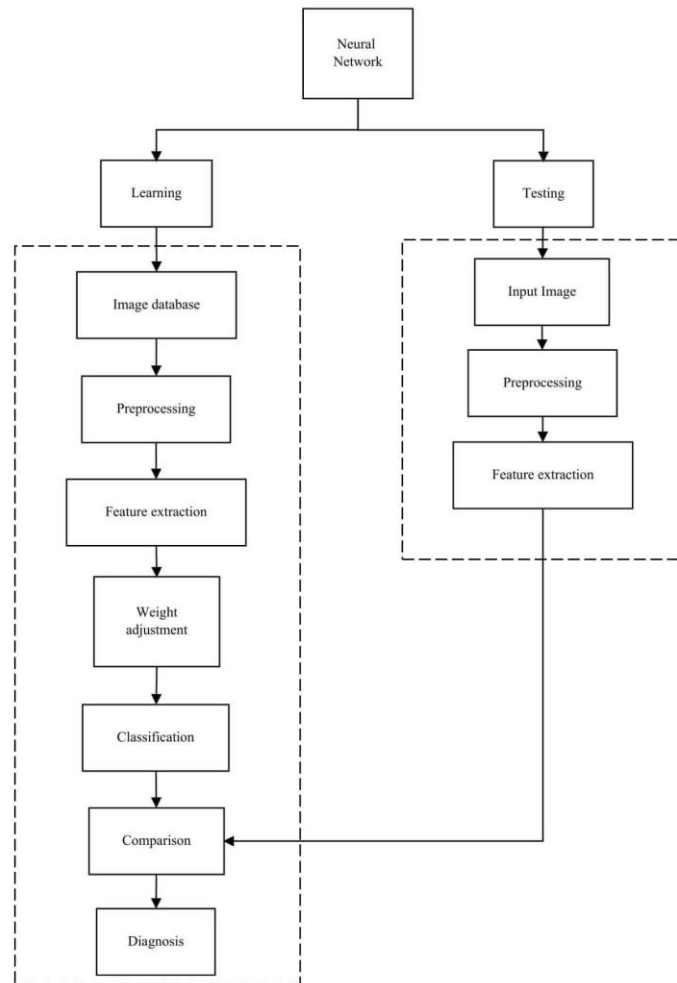 Neural
Network
Learning
Testing
Image database
Input Image
Preprocessing
Preprocessing
Feature extraction
Feature extraction
Weight
adjustment
Classification
Comparison
Diagnosis